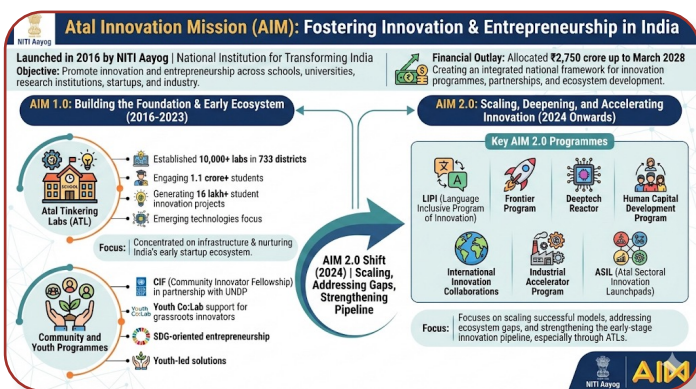 NITI Aayog
Atal Innovation Mission (AIM): Fostering Innovation & Entrepreneurship in India
Launched in 2016 by NITI Aayog | National Institution for Transforming India
Objective: Promote innovation and entrepreneurship across schools, universities,
research institutions, startups, and industry.
Financial Outlay: Allocated ₹2,750 crore up to March 2028
Creating an integrated national framework for innovation
programmes, partnerships, and ecosystem development.
AIM 1.0: Building the Foundation & Early Ecosystem
(2016-2023)
SCHOOL
Atal Tinkering
Labs (ATL)
Established 10,000+ labs in 733 districts
Engaging 1.1 crore+ students
Generating 16 lakh+ student
innovation projects
Emerging technologies focus
Focus: Concentrated on infrastructure & nurturing
India's early startup ecosystem.
Community and
Youth Programmes
CIF (Community Innovator Fellowship)
in partnership with UNDP
Youth Co:Lab
Youth Co:Lab support for
grassroots innovators
SDG-oriented entrepreneurship
Youth-led solutions
AIM 2.0 Shift
(2024) | Scaling,
Addressing Gaps,
Strengthening
Pipeline
AIM 2.0: Scaling, Deepening, and Accelerating
Innovation (2024 Onwards)
Key AIM 2.0 Programmes
A
LIPI (Language
Inclusive Program
of Innovation)
Frontier
Program
Deeptech
Reactor
Human Capital
Development
Program
International
Innovation
Collaborations
Industrial
Accelerator
Program
ASIL (Atal Sectoral
Innovation
Launchpads)
Focus: Focuses on scaling successful models, addressing
ecosystem gaps, and strengthening the early-stage
innovation pipeline, especially through ATLs.
NITI Aayog
AIM